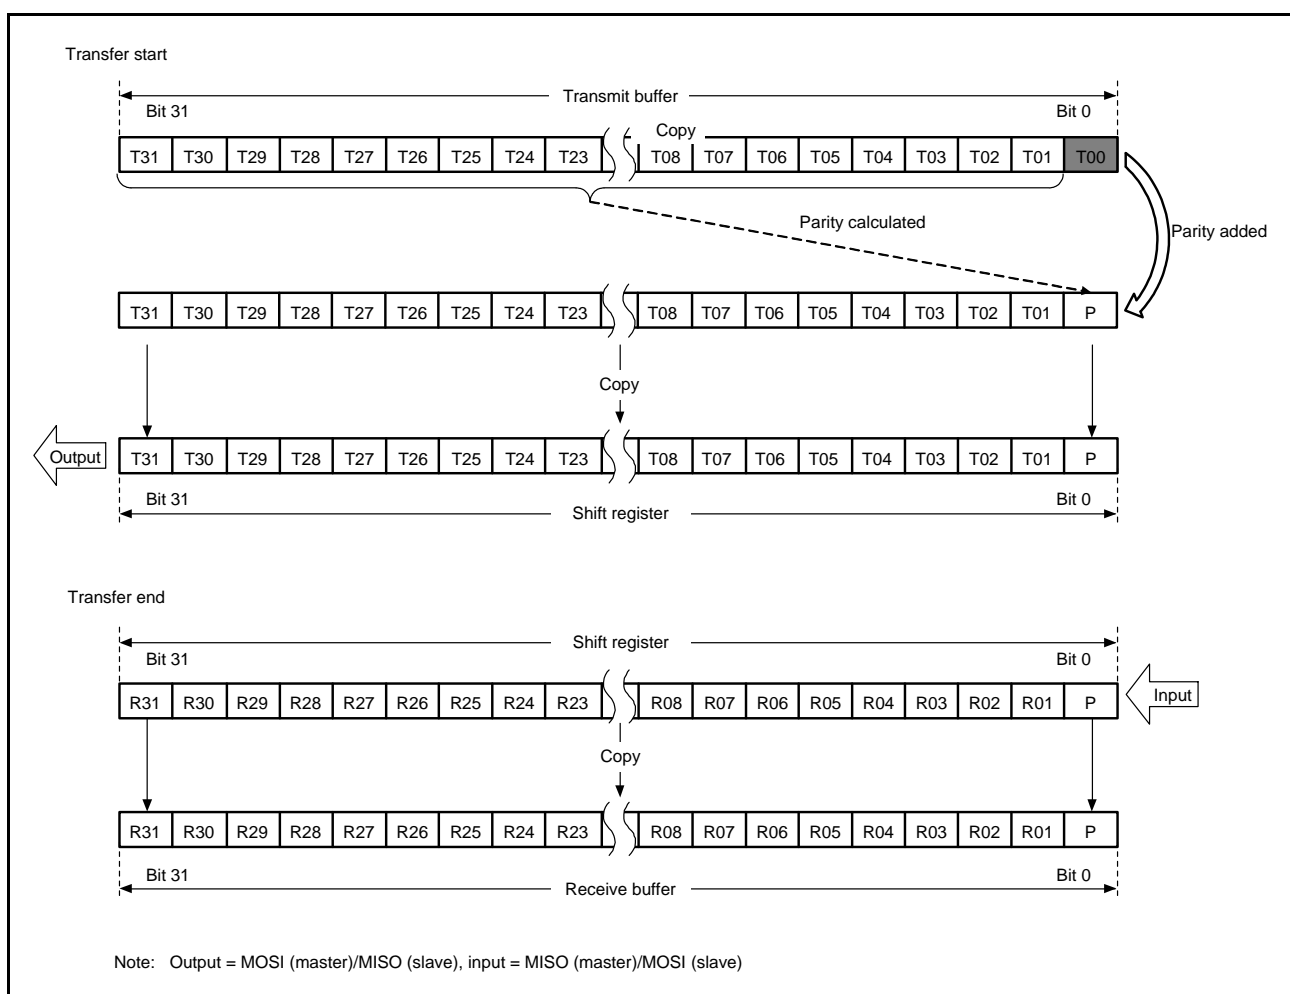 Transfer start
Transmit buffer
Bit 31 Bit 0
Copy
T31 T30 T29 T28 T27 T26 T25 T24 T23 T08 T07 T06 T05 T04 T03 T02 T01 T00
Parity calculated
Parity added
T31 T30 T29 T28 T27 T26 T25 T24 T23 T08 T07 T06 T05 T04 T03 T02 T01 P
Copy
Output
T31 T30 T29 T28 T27 T26 T25 T24 T23 T08 T07 T06 T05 T04 T03 T02 T01 P
Bit 31 Bit 0
Shift register
Transfer end
Shift register
Bit 31 Bit 0
R31 R30 R29 R28 R27 R26 R25 R24 R23 R08 R07 R06 R05 R04 R03 R02 R01 P
Input
Copy
R31 R30 R29 R28 R27 R26 R25 R24 R23 R08 R07 R06 R05 R04 R03 R02 R01 P
Bit 31 Bit 0
Receive buffer
Note: Output = MOSI (master)/MISO (slave), input = MISO (master)/MOSI (slave)